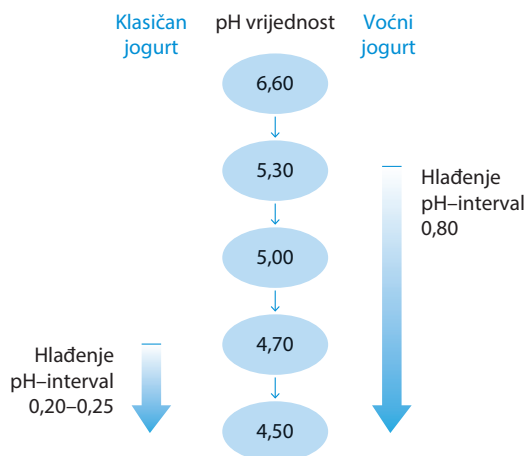 Klasičan
jogurt
pH vrijednost
Voćni
jogurt
6,60
5,30
Hlađenje
pH–interval
0,80
5,00
4,70
Hlađenje
pH–interval
0,20–0,25
4,50